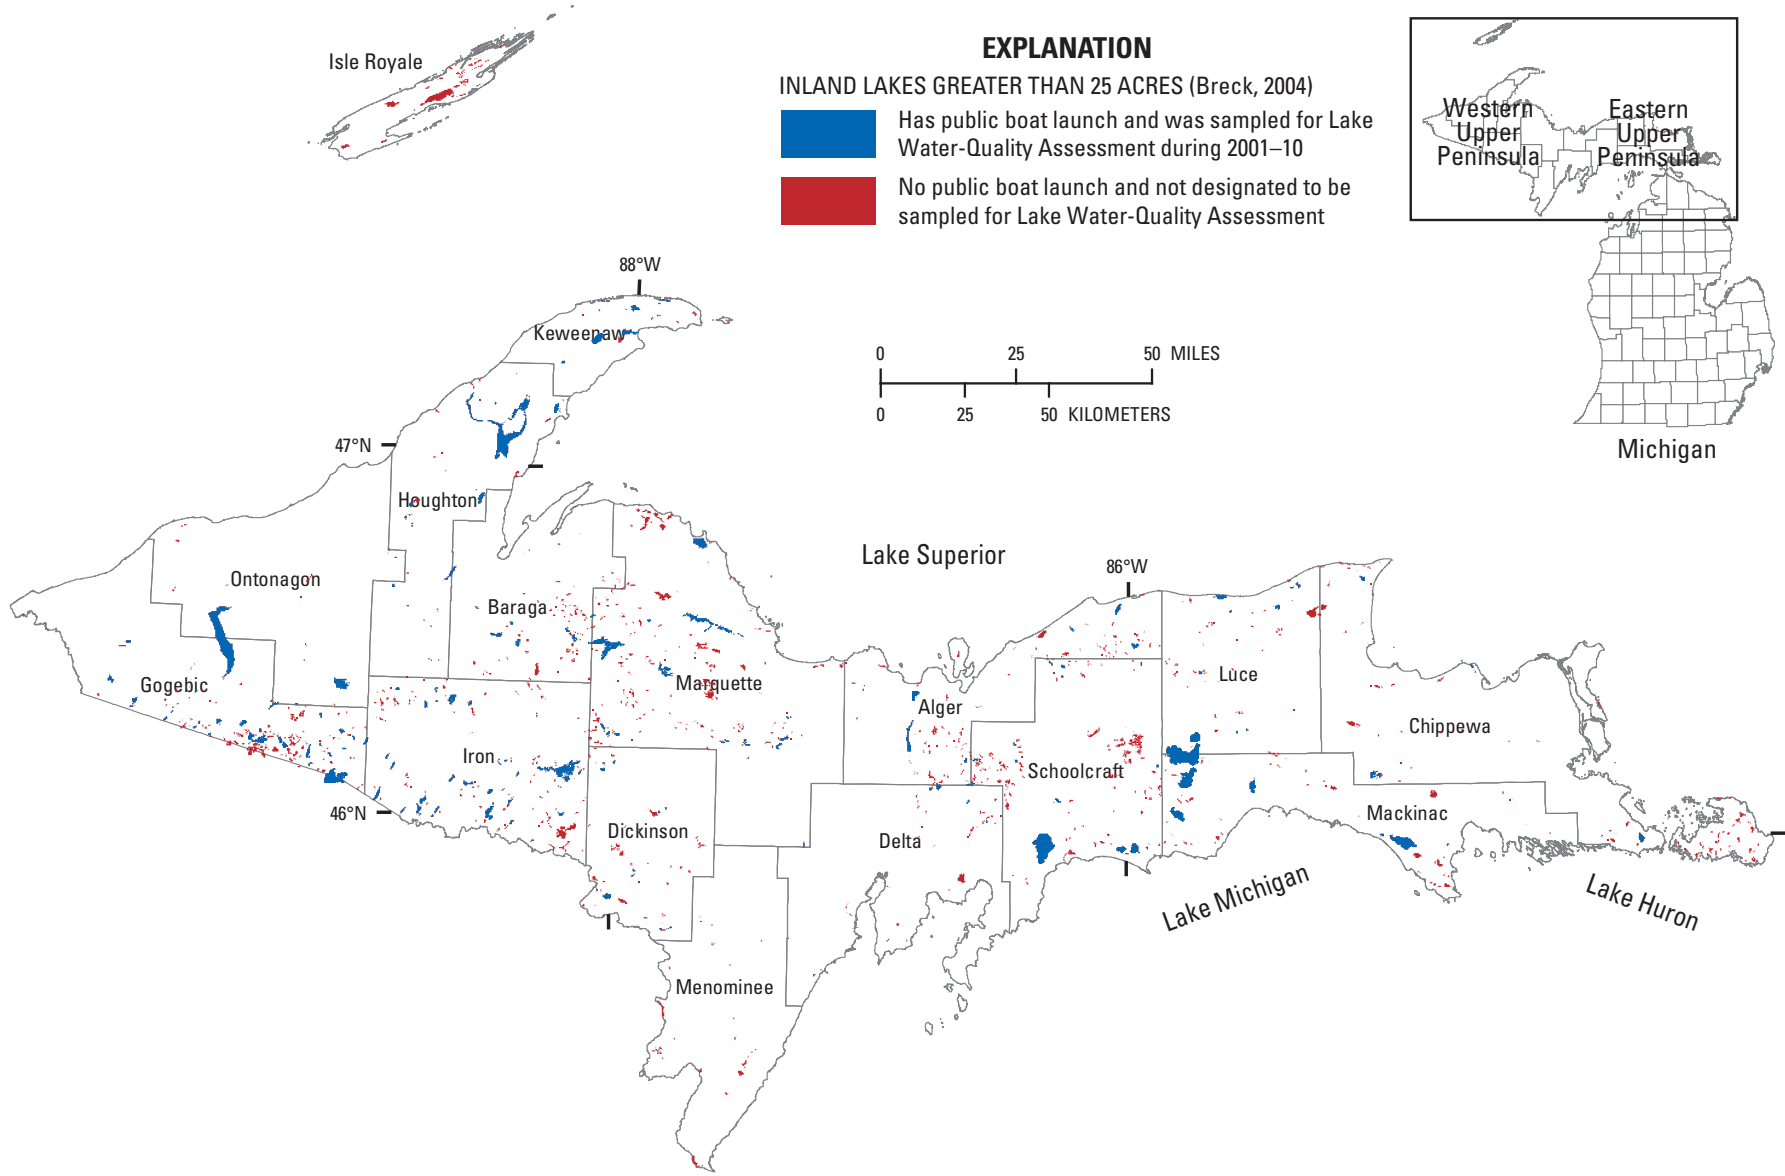 Isle Royale
EXPLANATION
INLAND LAKES GREATER THAN 25 ACRES (Breck, 2004)
Has public boat launch and was sampled for Lake
Water-Quality Assessment during 2001–10
No public boat launch and not designated to be
sampled for Lake Water-Quality Assessment
Western
Upper
Peninsula
Eastern
Upper
Peninsula
Michigan
88°W
Keweenaw
0 25 50 MILES
0 25 50 KILOMETERS
47°N
Houghton
Lake Superior
86°W
Ontonagon
Baraga
Gogebic
Marquette
Luce
Alger
Chippewa
Iron
Schoolcraft
46°N
Dickinson
Delta
Mackinac
Lake Michigan
Lake Huron
Menominee